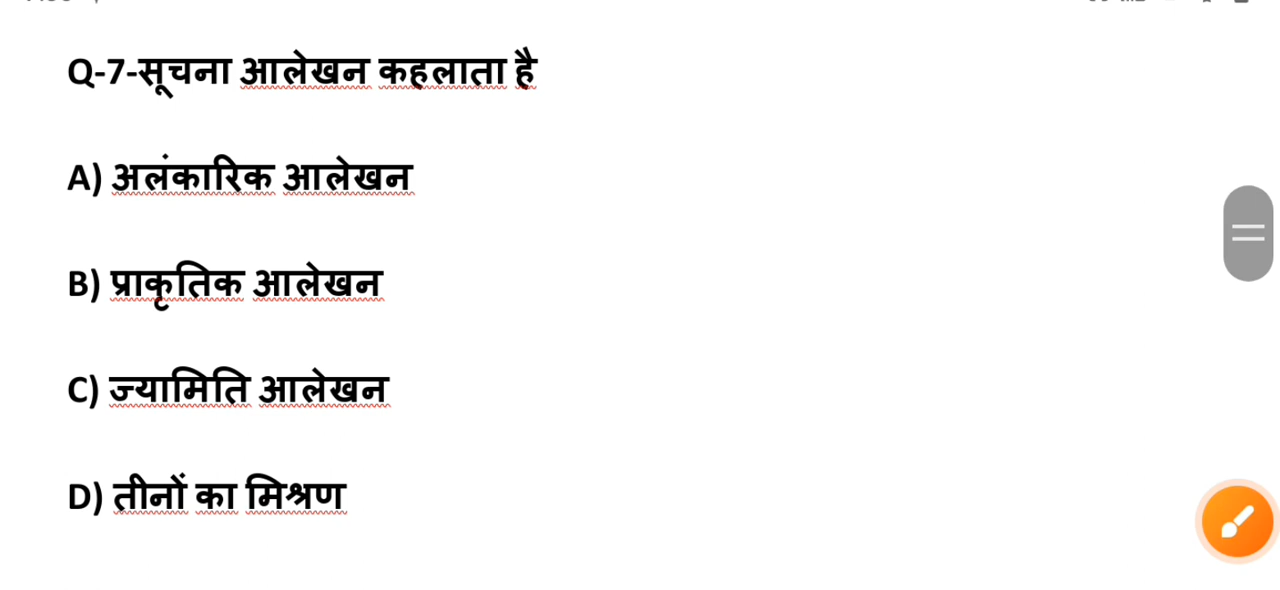 Q-7-सूचना आलेखन कहलाता है
A) अलंकारिक आलेखन
B) प्राकृतिक आलेखन
C) ज्यामिति आलेखन
D) तीनों का मिश्रण